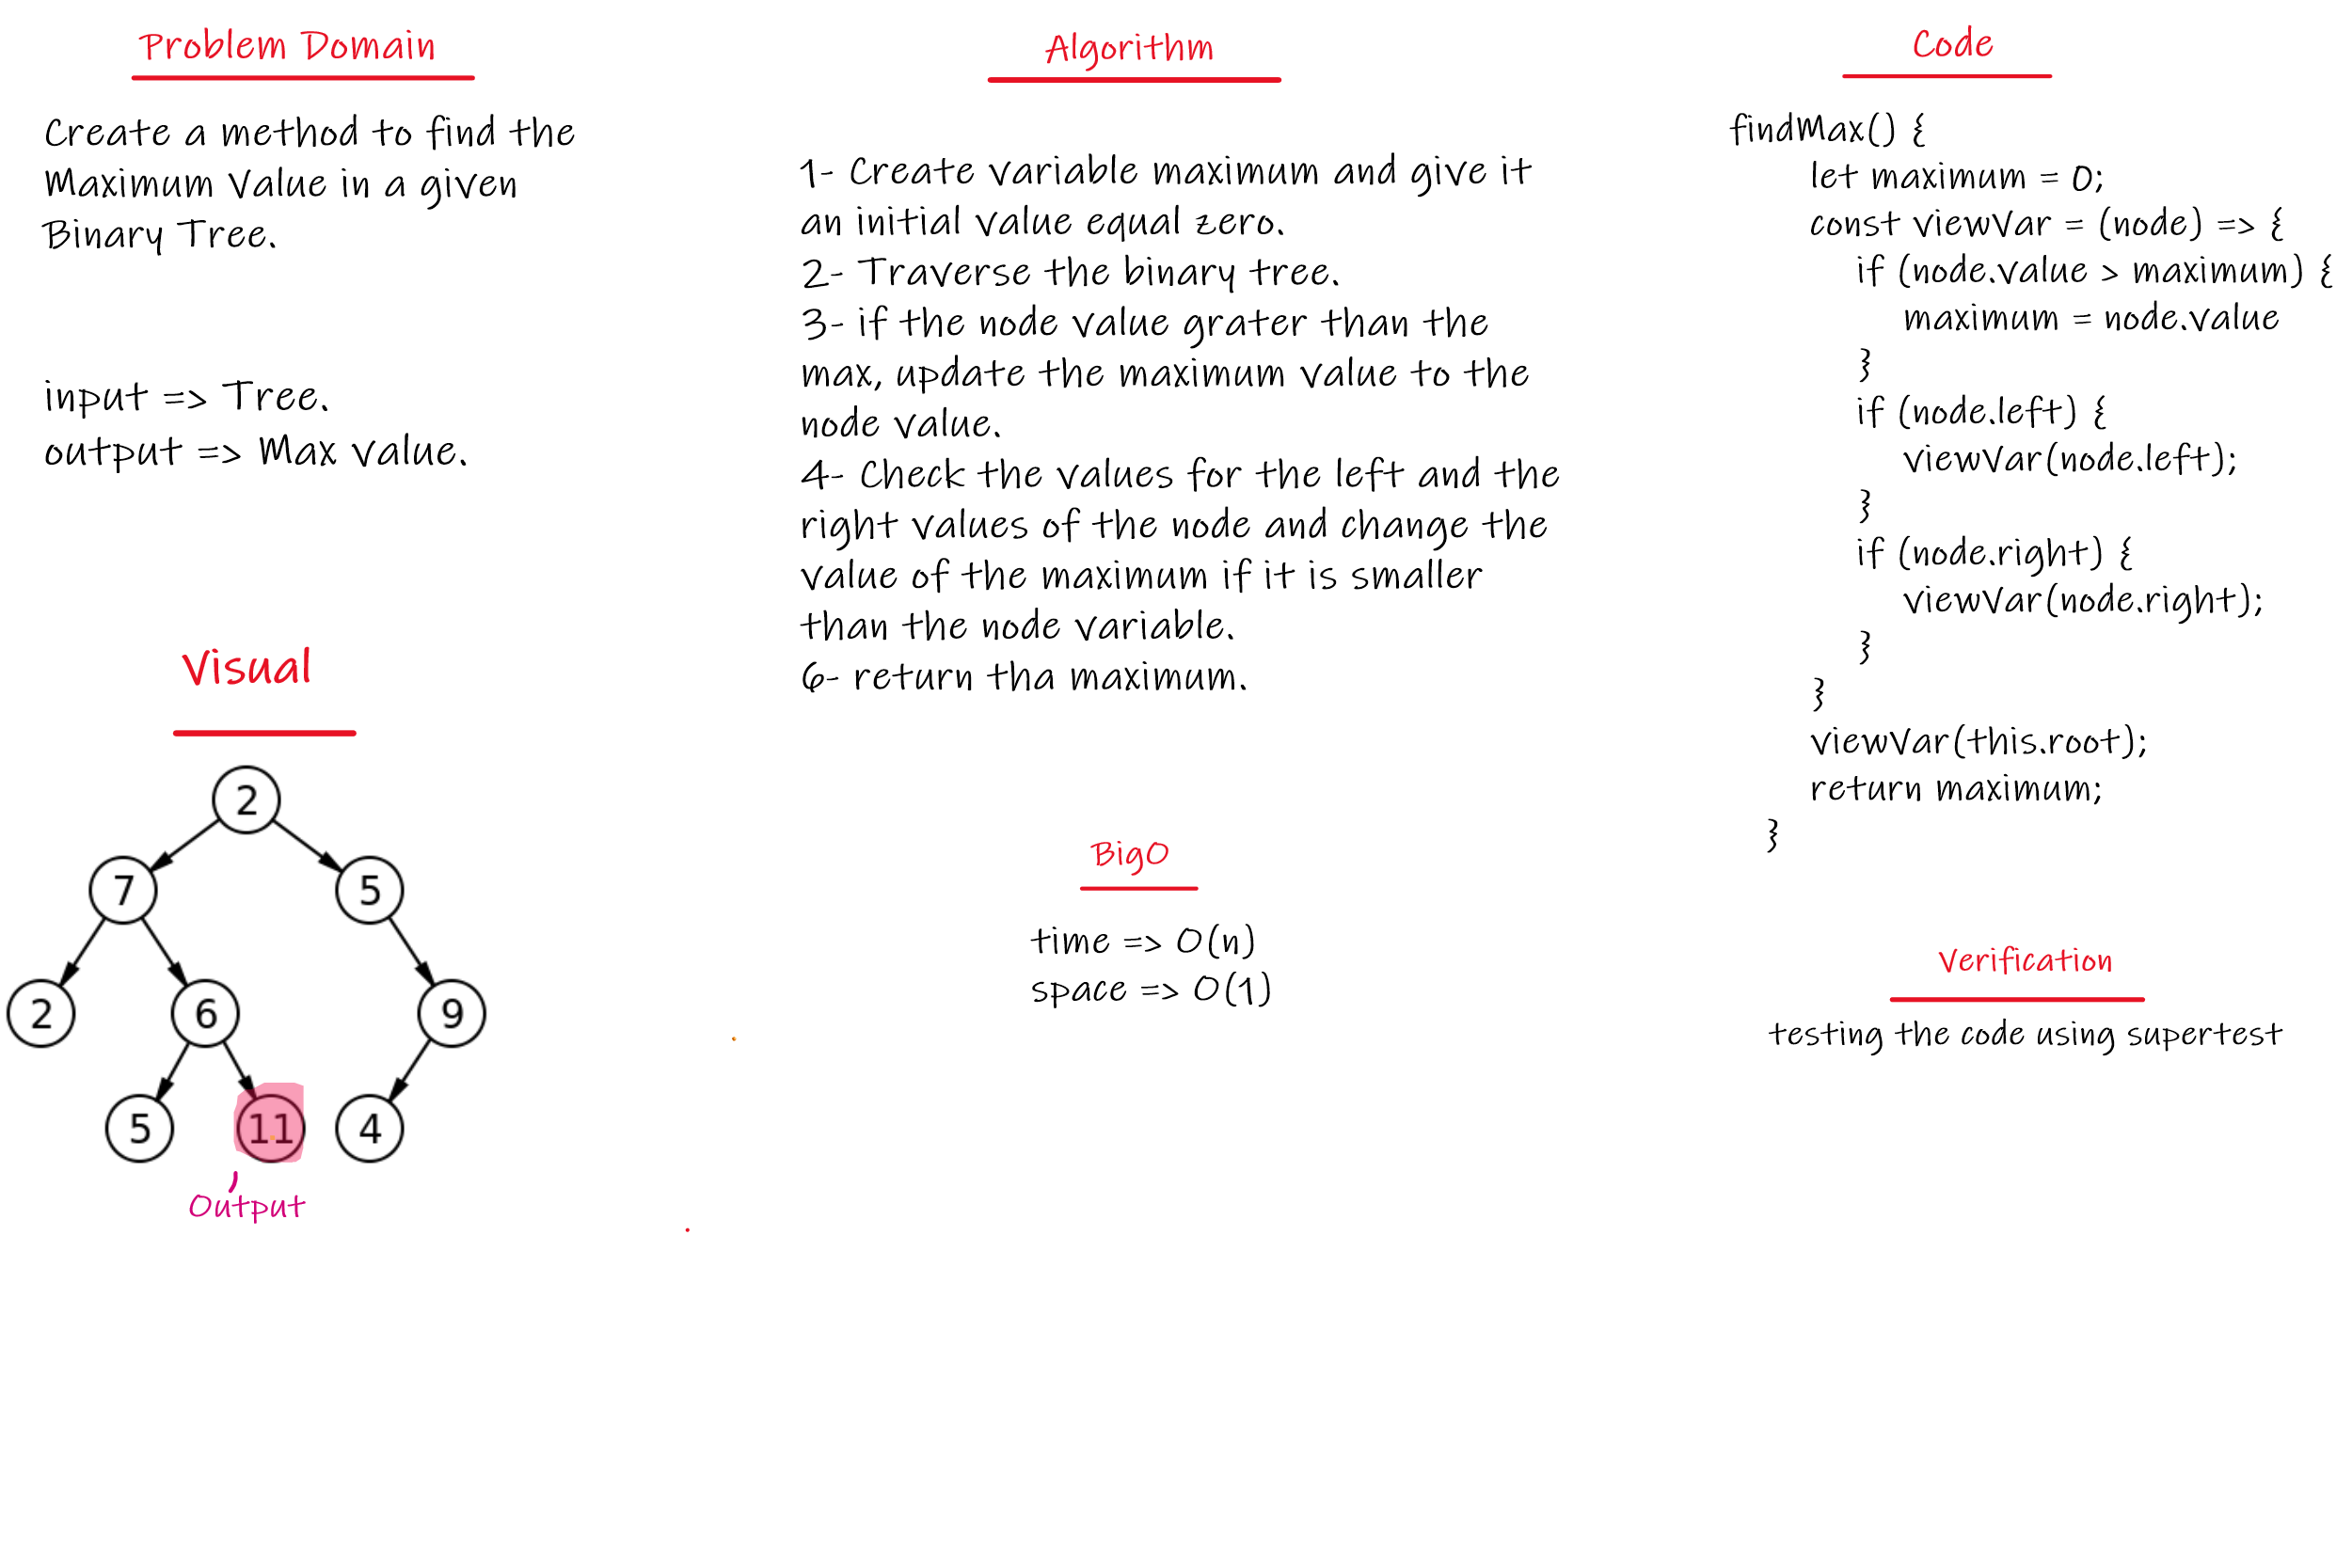 Problem Domain
Create a method to find the
Maximum Value in a given
Binary Tree.
input => Tree.
output => Max value.
Visual
2
7
5
2
6
9
5
11
4
Output
Algorithm
1- Create variable maximum and give it
an initial value equal zero.
2- Traverse the binary tree.
3- if the node value grater than the
max, update the maximum value to the
node value.
4- Check the values for the left and the
right values of the node and change the
value of the maximum if it is smaller
than the node variable.
6- return tha maximum.
BigO
time => O(n)
space => O(1)
Code
findMax() {
let maximum = 0;
const viewVar = (node) => {
if (node.value > maximum) {
maximum = node.value
}
if (node.left) {
viewVar(node.left);
}
if (node.right) {
viewVar(node.right);
}
}
viewVar(this.root);
return maximum;
}
Verification
testing the code using supertest